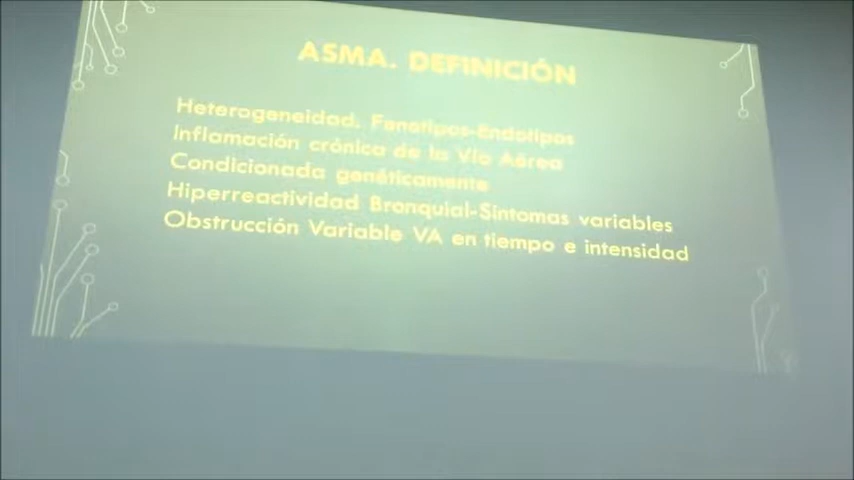 ASMA. DEFINICIÓN
Heterogeneidad. Fenotipos-Endotipos
Inflamación crónica de la Vía Aérea
Condicionada genéticamente
Hiperreactividad Bronquial-Síntomas variables
Obstrucción Variable VA en tiempo e intensidad